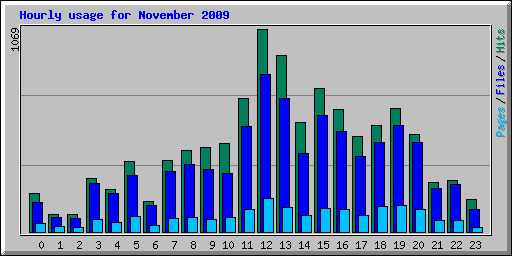 Hourly usage for November 2009
1069
Pages/Files/Hits
0 1 2 3 4 5 6 7 8 9 10 11 12 13 14 15 16 17 18 19 20 21 22 23